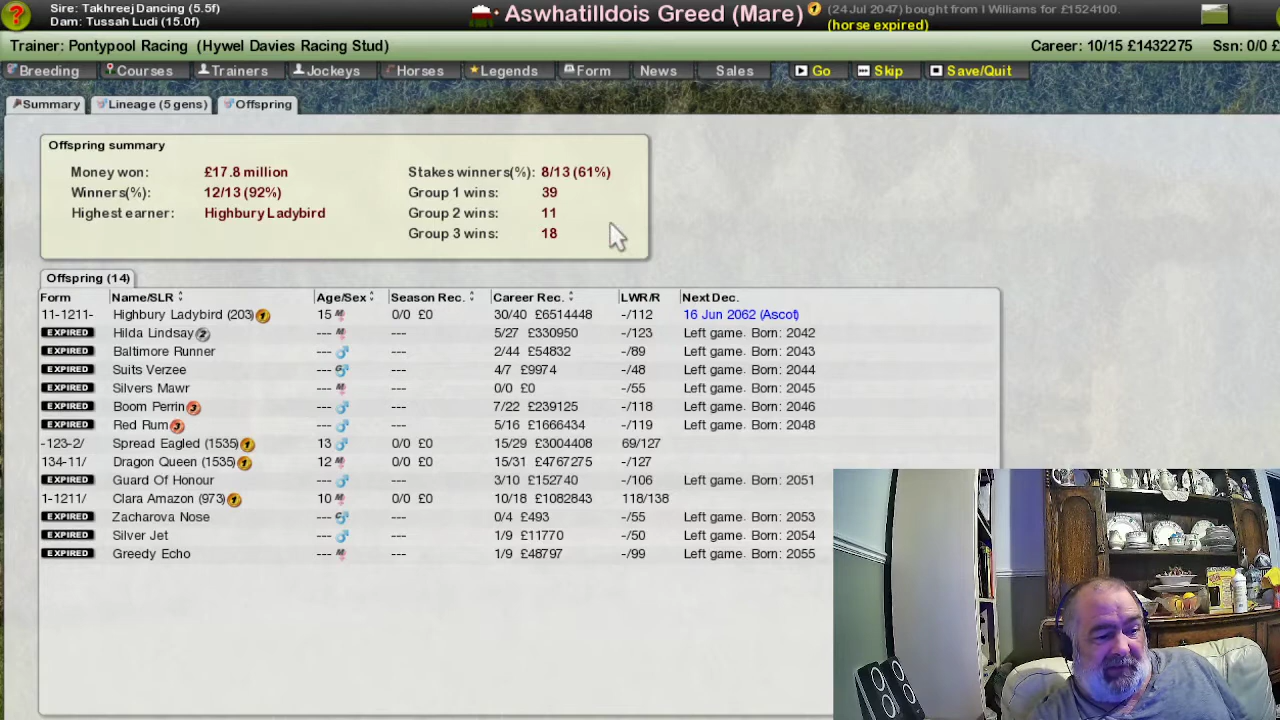 Sire: Takhreej Dancing (5.5f)
Dam: Tussah Ludi (15.0f)
Aswhatilldois Greed (Mare) 1
(24 Jul 2047) bought from I Williams for £1524100.
(horse expired)
Trainer: Pontypool Racing (Hywel Davies Racing Stud)
Career: 10/15 £1432275 Ssn: 0/0 £
Breeding Courses Trainers Jockeys Horses Legends Form News Sales Go Skip Save/Quit
Summary Lineage (5 gens) Offspring
Offspring summary
Money won: £17.8 million Stakes winners(%): 8/13 (61%)
Winners(%): 12/13 (92%) Group 1 wins: 39
Highest earner: Highbury Ladybird Group 2 wins: 11
Group 3 wins: 18
Offspring (14)
Form Name/SLR Age/Sex Season Rec. Career Rec. LWR/R Next Dec.
11-1211- Highbury Ladybird (203) 1 15 M 0/0 £0 30/40 £6514448 -/112 16 Jun 2062 (Ascot)
EXPIRED Hilda Lindsay 2 --- M --- 5/27 £330950 -/123 Left game. Born: 2042
EXPIRED Baltimore Runner --- --- 2/44 £54832 -/89 Left game. Born: 2043
EXPIRED Suits Verzee --- G --- 4/7 £9974 -/48 Left game. Born: 2044
EXPIRED Silvers Mawr --- M --- 0/0 £0 -/55 Left game. Born: 2045
EXPIRED Boom Perrin 3 --- --- 7/22 £239125 -/118 Left game. Born: 2046
EXPIRED Red Rum 3 --- --- 5/16 £1666434 -/119 Left game. Born: 2048
-123-2/ Spread Eagled (1535) 1 13 0/0 £0 15/29 £3004408 69/127
134-11/ Dragon Queen (1535) 1 12 M 0/0 £0 15/31 £4767275 -/127
EXPIRED Guard Of Honour --- --- 3/10 £152740 -/106 Left game. Born: 2051
1-1211/ Clara Amazon (973) 1 10 M 0/0 £0 10/18 £1082843 118/138
EXPIRED Zacharova Nose --- G --- 0/4 £493 -/55 Left game. Born: 2053
EXPIRED Silver Jet --- --- 1/9 £11770 -/50 Left game. Born: 2054
EXPIRED Greedy Echo --- M --- 1/9 £48797 -/99 Left game. Born: 2055